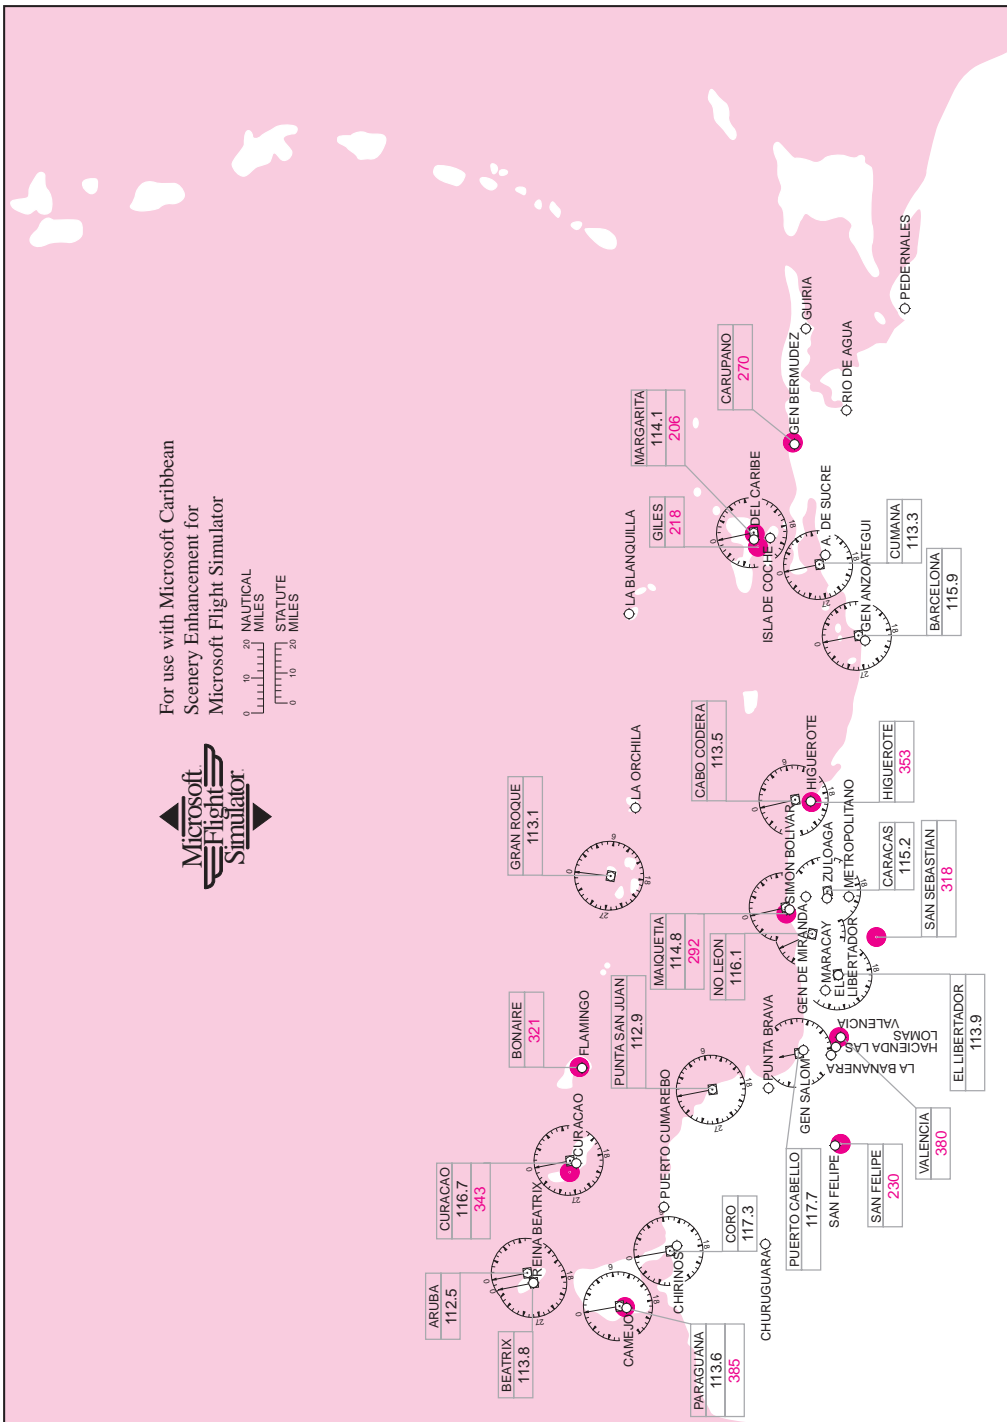 Microsoft
Flight
Simulator
For use with Microsoft Caribbean
Scenery Enhancement for
Microsoft Flight Simulator
0 10 20 NAUTICAL
MILES
0 10 20 STATUTE
MILES
ARUBA
112.5
BEATRIX
113.8
REINA BEATRIX
CURACAO
116.7
343
CURACAO
BONAIRE
321
FLAMINGO
GRAN ROQUE
113.1
LA ORCHILA
LA BLANQUILLA
PARAGUANA
113.6
385
CAMEJO
CORO
117.3
CHIRINOS
PUERTO CUMAREBO
CHURUGUARA
PUNTA SAN JUAN
112.9
PUNTA BRAVA
PUERTO CABELLO
117.7
GEN SALOM
SAN FELIPE
SAN FELIPE
230
VALENCIA
380
LA BANANERA
HACIENDA LAS
LOMAS
VALENCIA
EL LIBERTADOR
113.9
EL
LIBERTADOR
MARACAY
GEN DE MIRANDA
NO LEON
116.1
MAIQUETIA
114.8
292
SIMON BOLIVAR
ZULOAGA
METROPOLITANO
CARACAS
115.2
SAN SEBASTIAN
318
CABO CODERA
113.5
HIGUEROTE
HIGUEROTE
353
BARCELONA
115.9
GEN ANZOATEGUI
CUMANA
113.3
A. DE SUCRE
GILES
218
MARGARITA
114.1
206
DEL CARIBE
ISLA DE COCHE
CARUPANO
270
GEN BERMUDEZ
GUIRIA
RIO DE AGUA
PEDERNALES